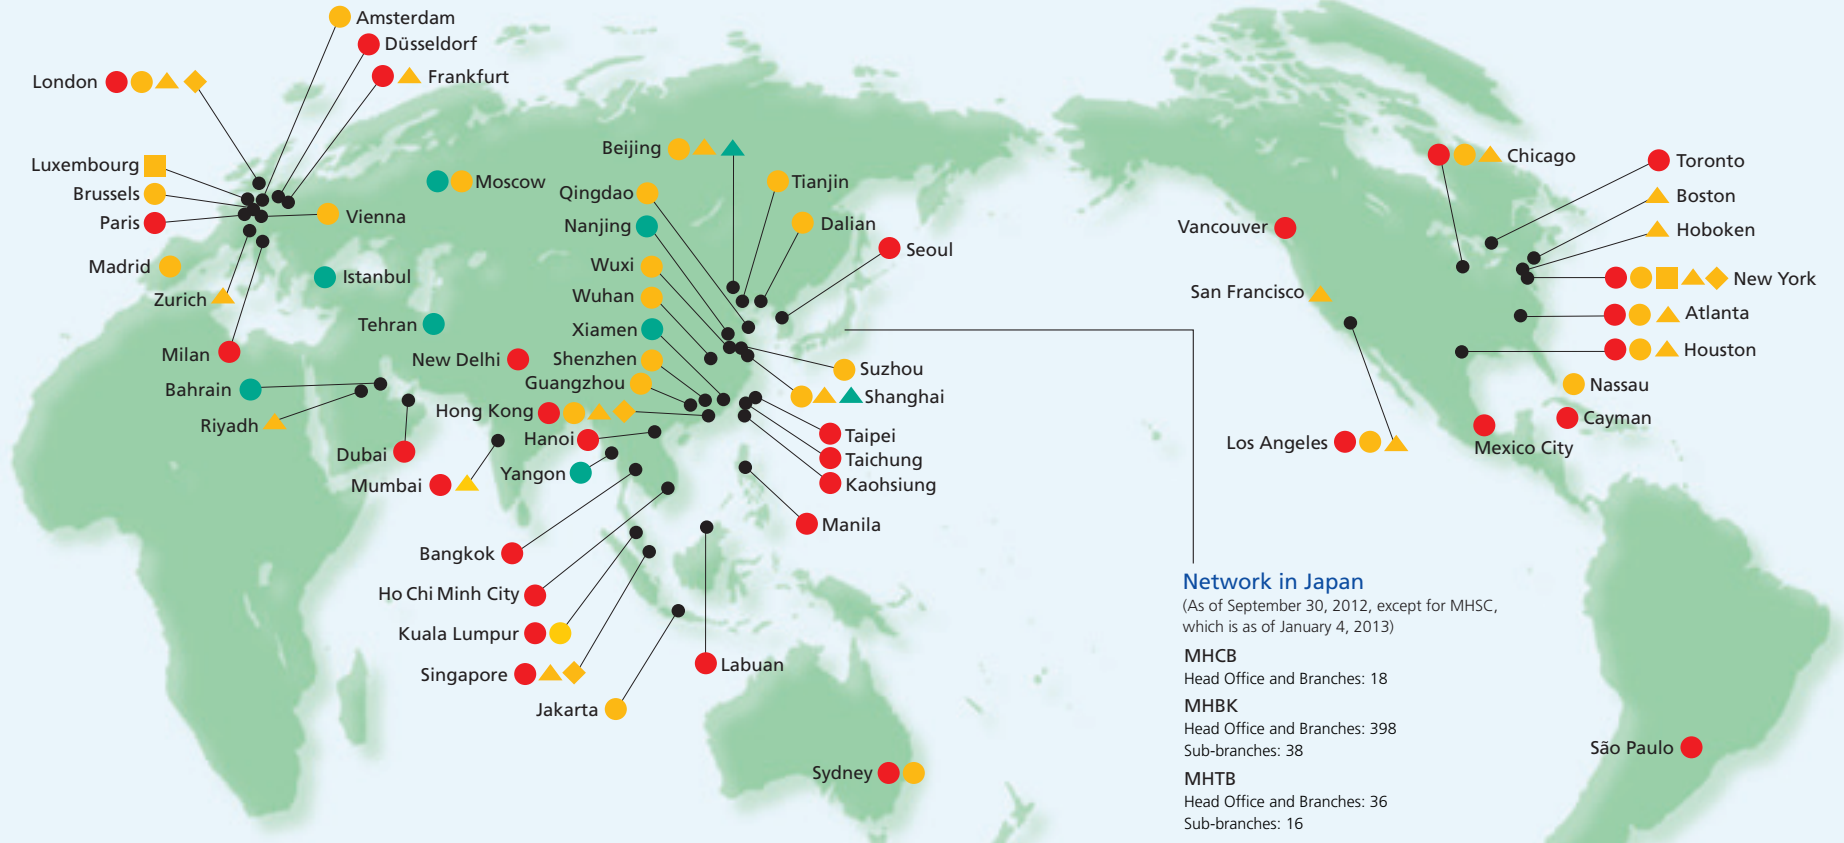 Amsterdam
Düsseldorf
London
Frankfurt
Luxembourg
Brussels
Paris
Vienna
Madrid
Zurich
Istanbul
Tehran
Milan
Bahrain
Riyadh
Dubai
Mumbai
Moscow
New Delhi
Beijing
Qingdao
Tianjin
Nanjing
Dalian
Seoul
Wuxi
Wuhan
Xiamen
Shenzhen
Guangzhou
Hong Kong
Hanoi
Yangon
Suzhou
Shanghai
Taipei
Taichung
Kaohsiung
Manila
Bangkok
Ho Chi Minh City
Kuala Lumpur
Singapore
Jakarta
Labuan
Sydney
Chicago
Toronto
Boston
Vancouver
Hoboken
New York
San Francisco
Atlanta
Houston
Nassau
Cayman
Los Angeles
Mexico City
São Paulo
Network in Japan
(As of September 30, 2012, except for MHSC,
which is as of January 4, 2013)
MHCB
Head Office and Branches: 18
MHBK
Head Office and Branches: 398
Sub-branches: 38
MHTB
Head Office and Branches: 36
Sub-branches: 16